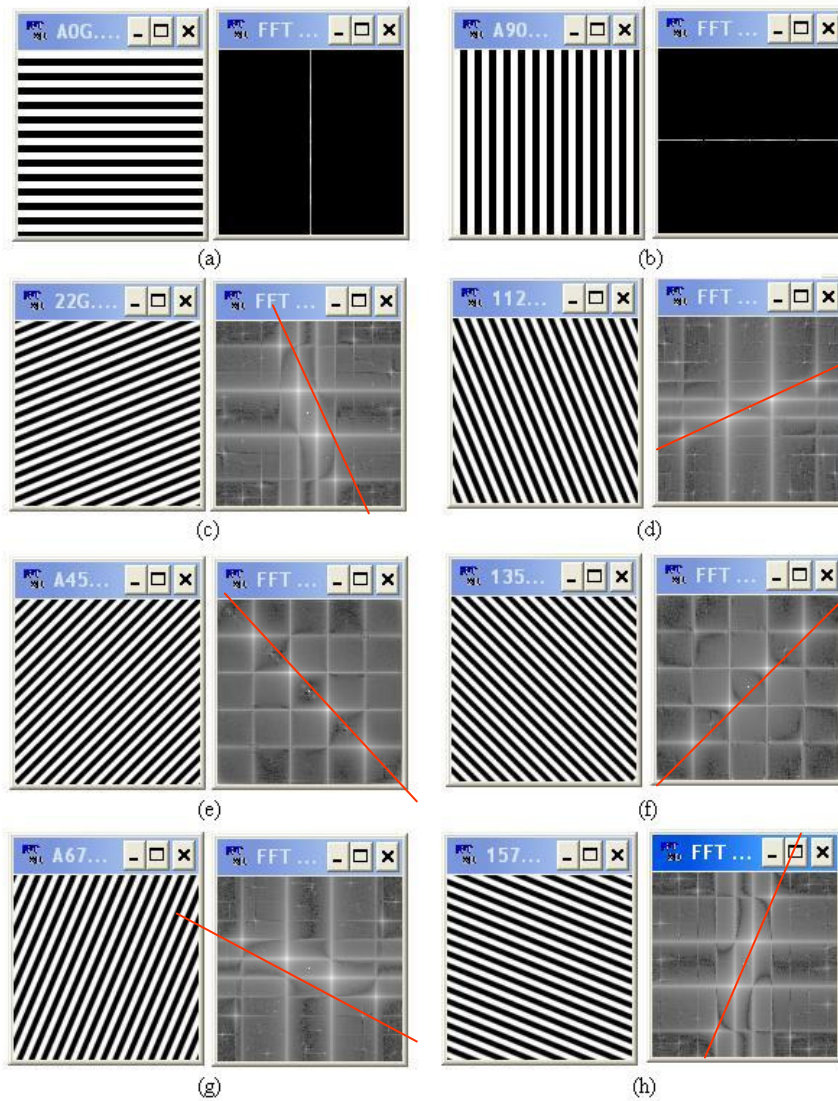 A0G.... FFT ... A90... FFT ...
(a) (b)
22G.... FFT ... 112... FFT ...
(c) (d)
A45... FFT ... 135... FFT ...
(e) (f)
A67... FFT ... 157... FFT ...
(g) (h)